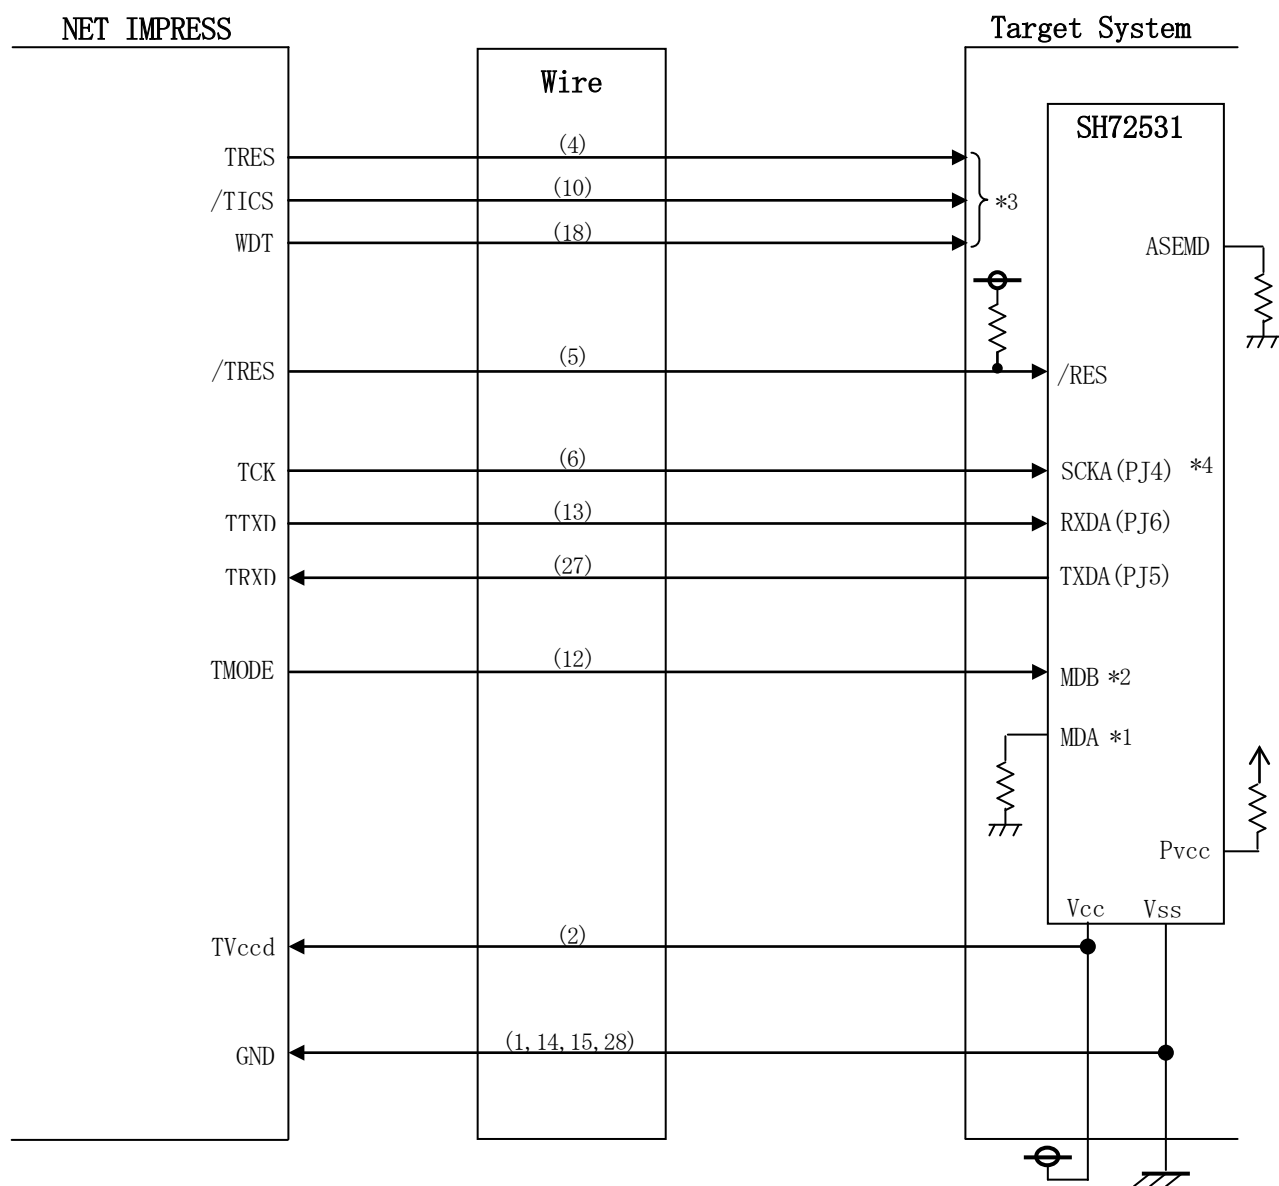 NET IMPRESS
Target System
Wire
SH72531
TRES
(4)
/TICS
(10)
*3
WDT
(18)
ASEMD
/TRES
(5)
/RES
TCK
(6)
SCKA(PJ4) *4
TTXD
(13)
RXDA(PJ6)
TRXD
(27)
TXDA(PJ5)
TMODE
(12)
MDB *2
MDA *1
Pvcc
Vcc
Vss
TVccd
(2)
GND
(1,14,15,28)